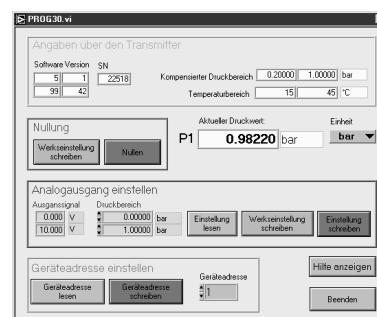 PROG30.vi
Angaben über den Transmitter
Software Version SN
5 1 22518
99 42
Kompensierter Druckbereich 0.20000 1.00000 bar
Temperaturbereich 15 45 °C
Nullung
Werkseinstellung schreiben
Nullen
Aktueller Druckwert:
P1 0.98220 bar
Einheit
bar
Analogausgang einstellen
Ausganssignal Druckbereich
0.000 V 0.00000 bar
10.000 V 1.00000 bar
Einstellung lesen
Werkseinstellung schreiben
Einstellung schreiben
Geräteadresse einstellen
Geräteadresse lesen
Geräteadresse schreiben
Geräteadresse
1
Hilfe anzeigen
Beenden